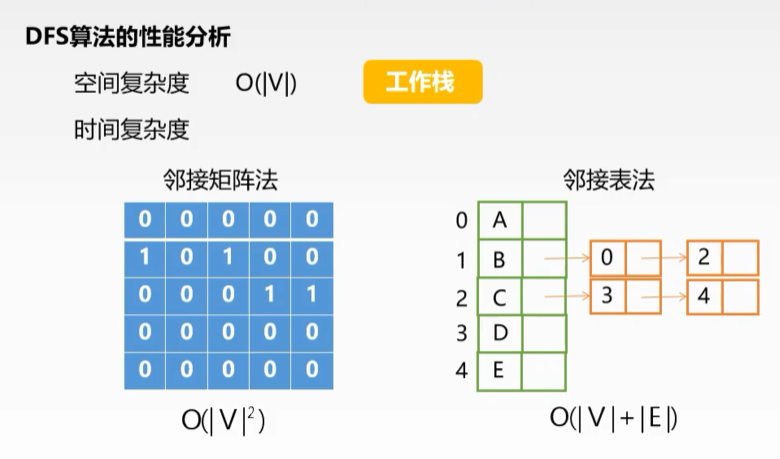 DFS算法的性能分析
空间复杂度 O(|V|) 工作栈
时间复杂度
邻接矩阵法
0 0 0 0 0
1 0 1 0 0
0 0 0 1 1
0 0 0 0 0
0 0 0 0 0
O(|V|²)
邻接表法
0 A
1 B 0 2
2 C 3 4
3 D
4 E
O(|V|+|E|)